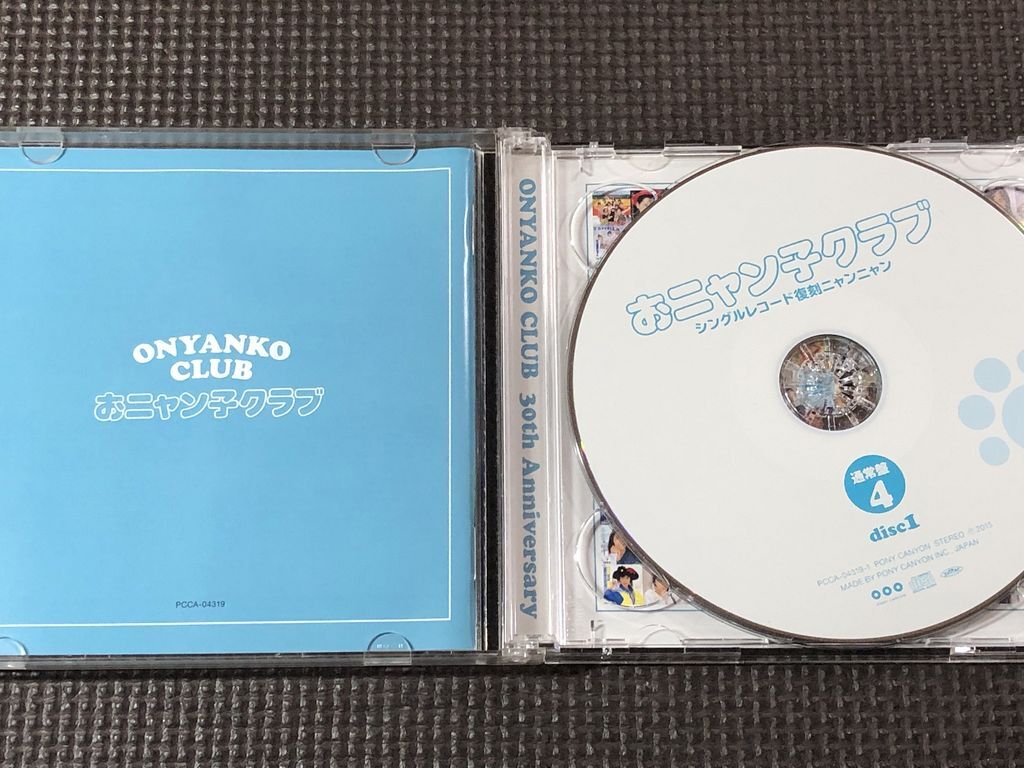 ONYANKO
CLUB
おニャン子クラブ
PCCA-04319
ONYANKO CLUB 30th Anniversary
おニャン子クラブ
シングルレコード復刻ニャンニャン
通常盤
4
disc1
PCCA-04319-1 PONY CANYON STEREO Ⓟ 2015
MADE BY PONY CANYON INC., JAPAN